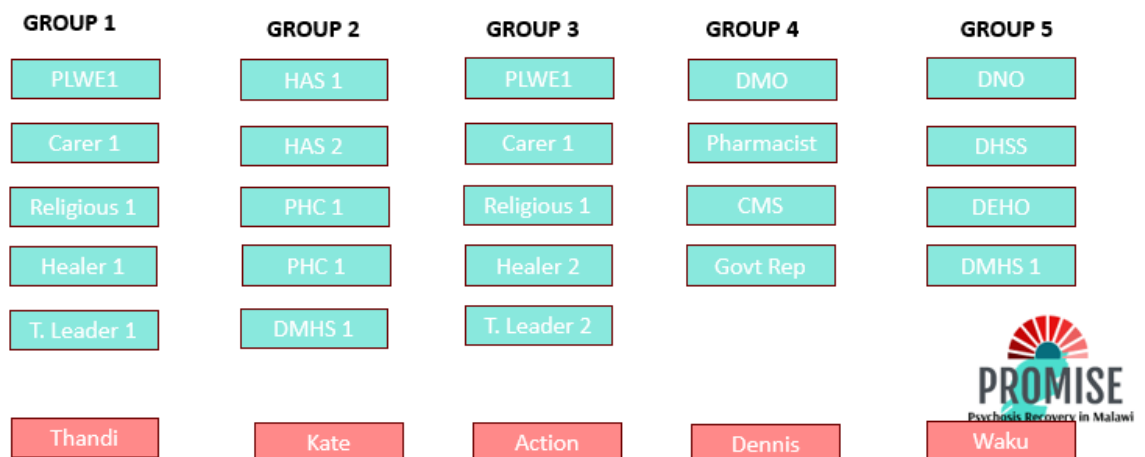 GROUP 1
GROUP 2
GROUP 3
GROUP 4
GROUP 5
PLWE1
HAS 1
PLWE1
DMO
DNO
Carer 1
HAS 2
Carer 1
Pharmacist
DHSS
Religious 1
PHC 1
Religious 1
CMS
DEHO
Healer 1
PHC 1
Healer 2
Govt Rep
DMHS 1
T. Leader 1
DMHS 1
T. Leader 2
PROMISE
Psychosis Recovery in Malawi
Thandi
Kate
Action
Dennis
Waku